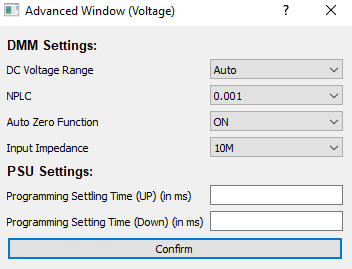 Advanced Window (Voltage) ? ×
DMM Settings:
DC Voltage Range Auto
NPLC 0.001
Auto Zero Function ON
Input Impedance 10M
PSU Settings:
Programming Settling Time (UP) (in ms)
Programming Setting Time (Down) (in ms)
Confirm